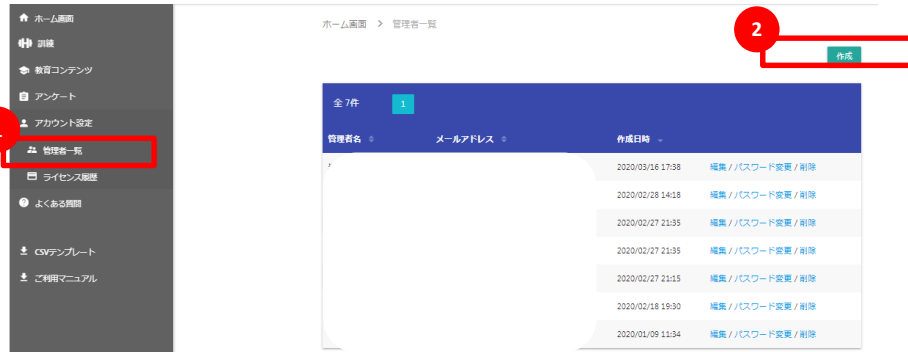 ホーム画面
訓練
教育コンテンツ
アンケート
アカウント設定
管理者一覧
ライセンス履歴
よくある質問
CSVテンプレート
ご利用マニュアル
ホーム画面 > 管理者一覧
2
作成
全7件 1
管理者名 メールアドレス 作成日時
2020/03/16 17:38 編集 / パスワード変更 / 削除
2020/02/28 14:18 編集 / パスワード変更 / 削除
2020/02/27 21:35 編集 / パスワード変更 / 削除
2020/02/27 21:35 編集 / パスワード変更 / 削除
2020/02/27 21:15 編集 / パスワード変更 / 削除
2020/02/18 19:30 編集 / パスワード変更 / 削除
2020/01/09 11:34 編集 / パスワード変更 / 削除